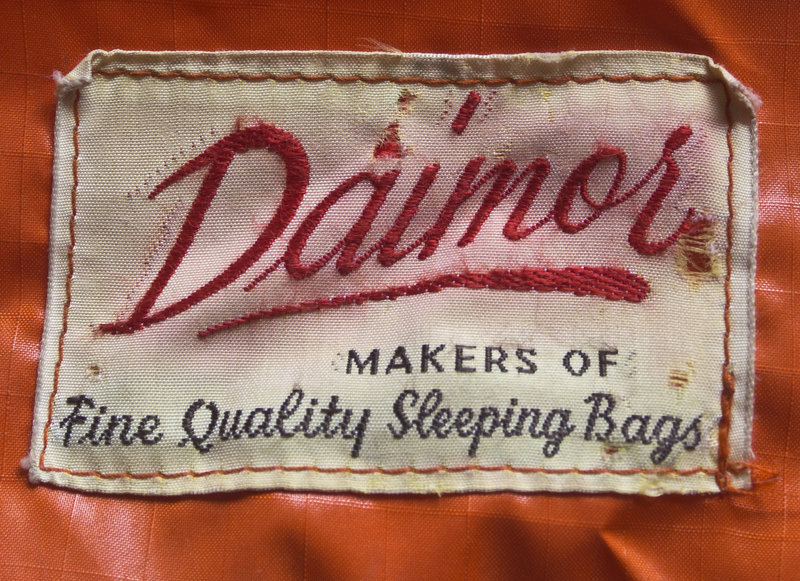 Daimor
MAKERS OF
Fine Quality Sleeping Bags